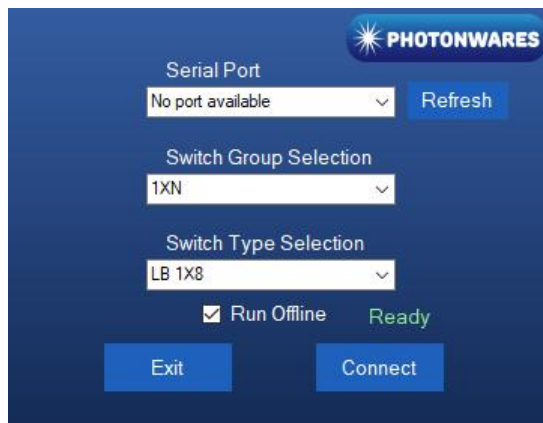 PHOTONWARES
Serial Port
No port available
Refresh
Switch Group Selection
1XN
Switch Type Selection
LB 1X8
Run Offline
Ready
Exit
Connect